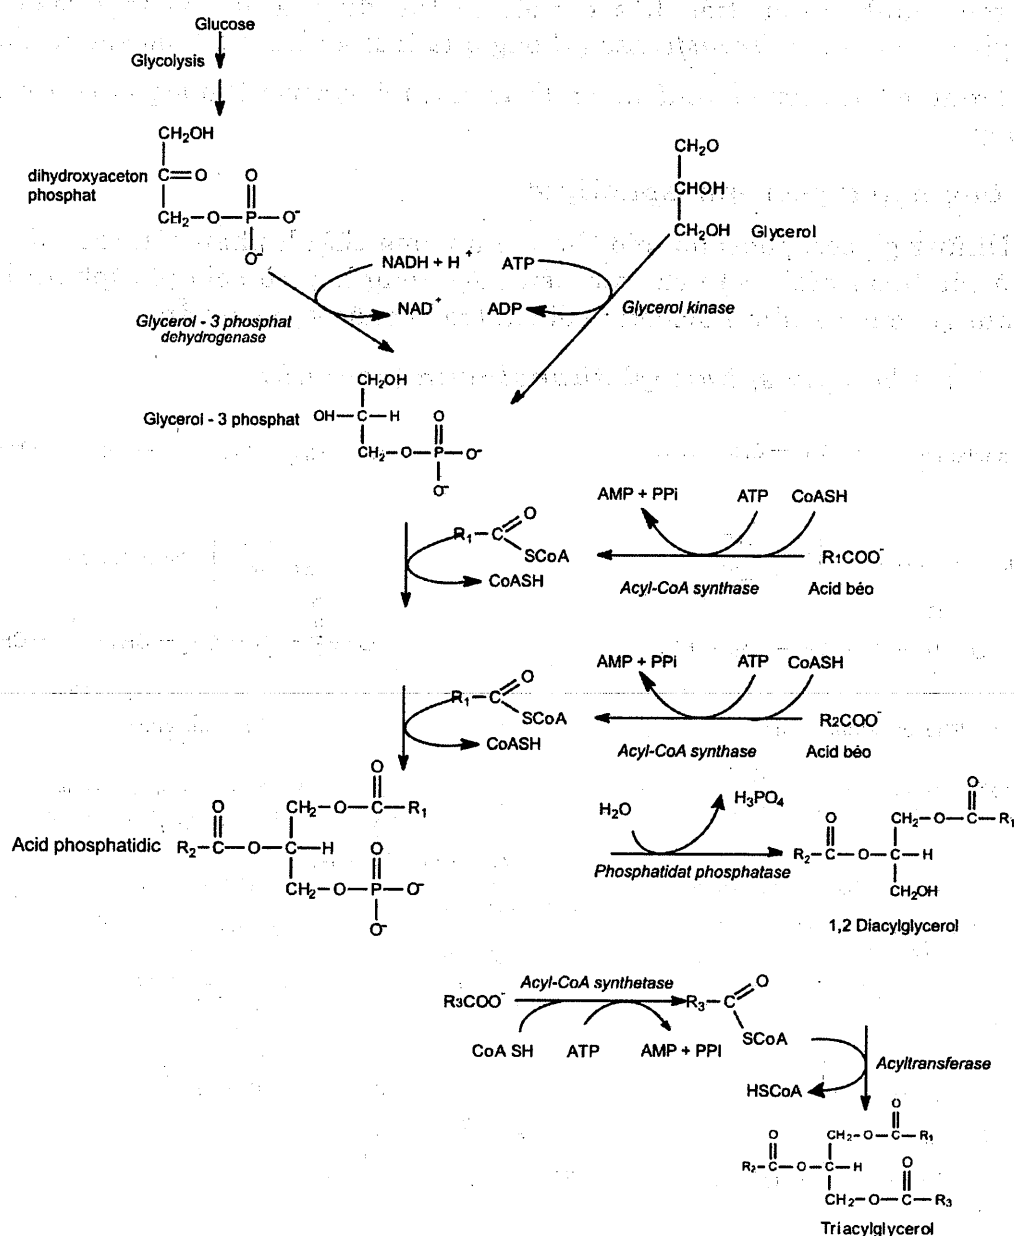 Glucose
Glycolysis
CH₂OH
dihydroxyaceton
phosphat
C=O
O
CH₂–O–P–O⁻
O⁻
CH₂O
CHOH
CH₂OH
Glycerol
NADH + H⁺
ATP
NAD⁺
ADP
Glycerol - 3 phosphat
dehydrogenase
Glycerol kinase
CH₂OH
Glycerol - 3 phosphat
OH–C–H
O
CH₂–O–P–O⁻
O⁻
AMP + PPi
ATP
CoASH
R₁–C
O
SCoA
CoASH
R1COO⁻
Acyl-CoA synthase
Acid béo
AMP + PPi
ATP
CoASH
R₁–C
O
SCoA
CoASH
R2COO⁻
Acyl-CoA synthase
Acid béo
O
CH₂–O–C–R₁
O
Acid phosphatidic
R₂–C–O–C–H
O
CH₂–O–P–O⁻
O⁻
H₂O
H₃PO₄
Phosphatidat phosphatase
O
CH₂–O–C–R₁
O
R₂–C–O–C–H
CH₂OH
1,2 Diacylglycerol
Acyl-CoA synthetase
R₃COO⁻
R₃–C
O
SCoA
CoA SH
ATP
AMP + PPI
Acyltransferase
HSCoA
O
CH₂–O–C–R₁
O
R₂–C–O–C–H
O
CH₂–O–C–R₃
Triacylglycerol